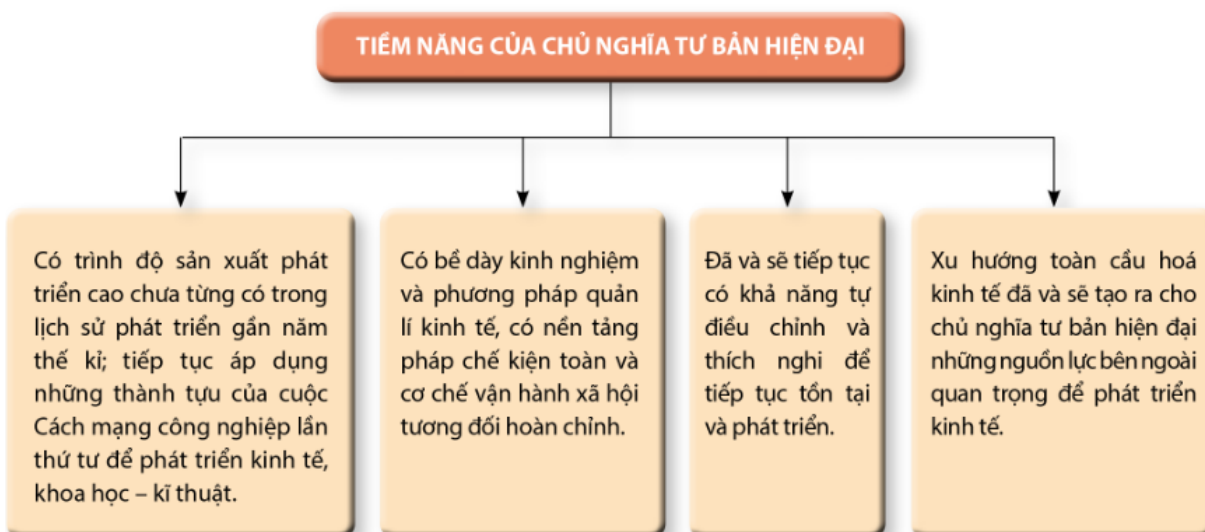 TIỀM NĂNG CỦA CHỦ NGHĨA TƯ BẢN HIỆN ĐẠI
Có trình độ sản xuất phát
triển cao chưa từng có trong
lịch sử phát triển gần năm
thế kỉ; tiếp tục áp dụng
những thành tựu của cuộc
Cách mạng công nghiệp lần
thứ tư để phát triển kinh tế,
khoa học – kĩ thuật.
Có bề dày kinh nghiệm
và phương pháp quản
lí kinh tế, có nền tảng
pháp chế kiện toàn và
cơ chế vận hành xã hội
tương đối hoàn chỉnh.
Đã và sẽ tiếp tục
có khả năng tự
điều chỉnh và
thích nghi để
tiếp tục tồn tại
và phát triển.
Xu hướng toàn cầu hoá
kinh tế đã và sẽ tạo ra cho
chủ nghĩa tư bản hiện đại
những nguồn lực bên ngoài
quan trọng để phát triển
kinh tế.